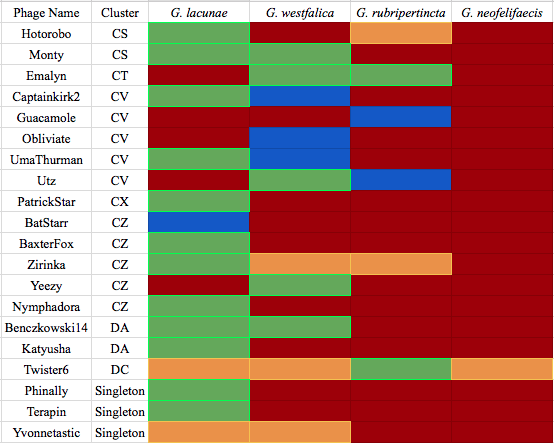 Phage Name Cluster G. lacunae G. westfalica G. rubripertincta G. neofelifaecis
Hotorobo CS
Monty CS
Emalyn CT
Captainkirk2 CV
Guacamole CV
Obliviate CV
UmaThurman CV
Utz CV
PatrickStar CX
BatStarr CZ
BaxterFox CZ
Zirinka CZ
Yeezy CZ
Nymphadora CZ
Benczkowski14 DA
Katyusha DA
Twister6 DC
Phinally Singleton
Terapin Singleton
Yvonnetastic Singleton